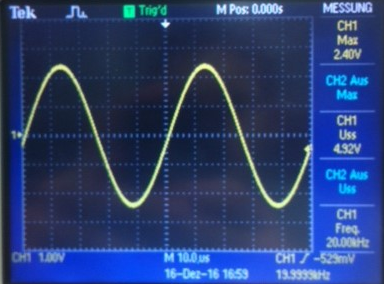 Tek
T Trig'd
M Pos: 0.000s
MESSUNG
CH1
Max
2.40V
CH2 Aus
Max
CH1
Uss
4.92V
CH2 Aus
Uss
CH1
Freq.
20.00kHz
1
CH1 1.00V
M 10.0us
CH1 / -529mV
16-Dez-16 16:59
19.9999kHz